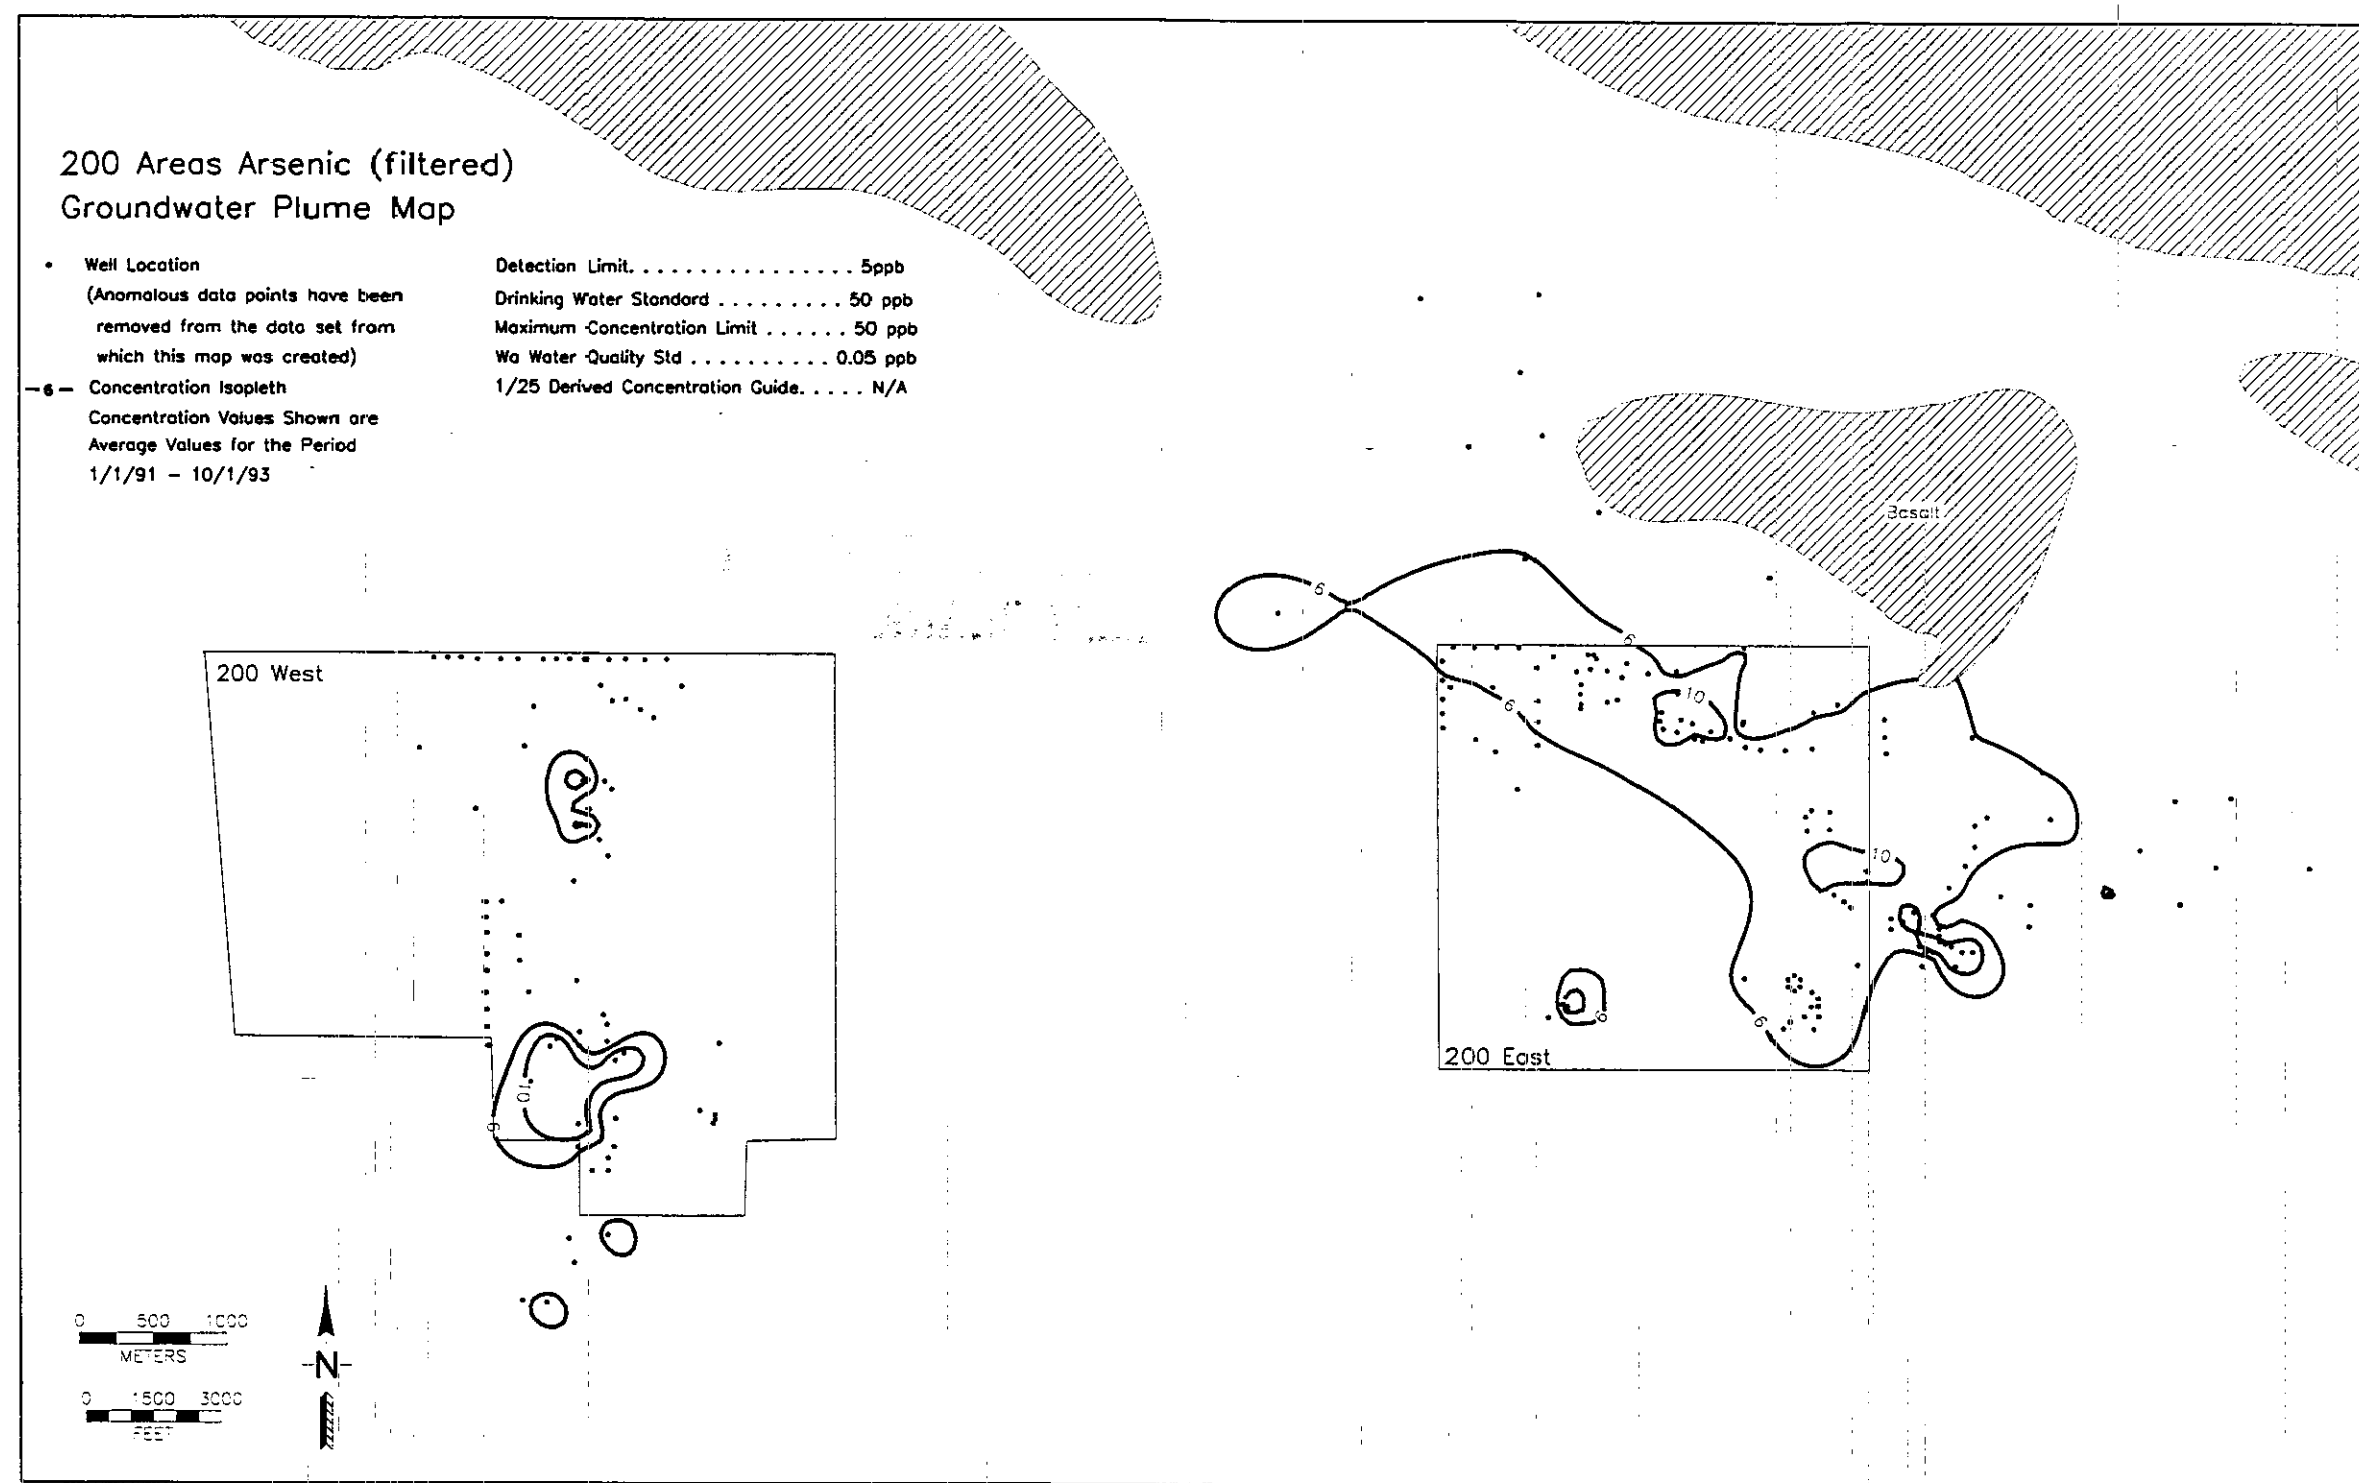 200 Areas Arsenic (filtered)
Groundwater Plume Map
Well Location
(Anomalous data points have been
removed from the data set from
which this map was created)
—6— Concentration Isopleth
Concentration Values Shown are
Average Values for the Period
1/1/91 – 10/1/93
Detection Limit. . . . . . . . . . . . . . . . 5ppb
Drinking Water Standard . . . . . . . . . 50 ppb
Maximum Concentration Limit . . . . . . 50 ppb
Wa Water Quality Std . . . . . . . . . . 0.05 ppb
1/25 Derived Concentration Guide. . . . . N/A
Basalt
6
6
200 West
10
6
10
6
6
200 East
10
6
0 500 1000
METERS
N
0 1500 3000
FEET